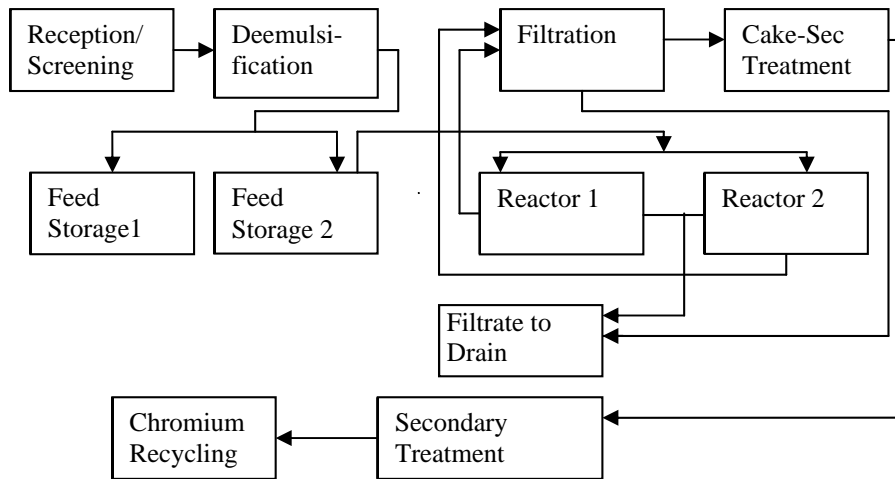 Reception/
Screening
Deemulsi-
ification
Filtration
Cake-Sec
Treatment
Feed
Storage1
Feed
Storage 2
Reactor 1
Reactor 2
Filtrate to
Drain
Chromium
Recycling
Secondary
Treatment